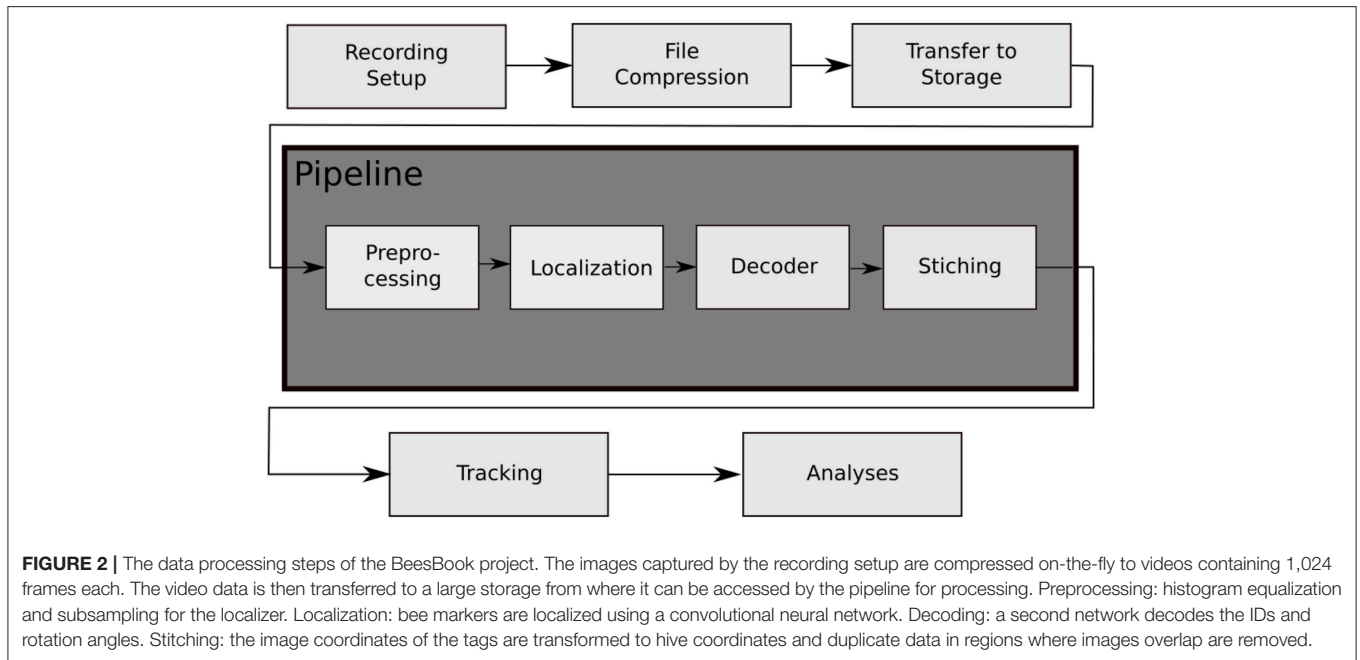 Recording
Setup
File
Compression
Transfer to
Storage
Pipeline
Prepro-
cessing
Localization
Decoder
Stiching
Tracking
Analyses
FIGURE 2 | The data processing steps of the BeesBook project. The images captured by the recording setup are compressed on-the-fly to videos containing 1,024
frames each. The video data is then transferred to a large storage from where it can be accessed by the pipeline for processing. Preprocessing: histogram equalization
and subsampling for the localizer. Localization: bee markers are localized using a convolutional neural network. Decoding: a second network decodes the IDs and
rotation angles. Stitching: the image coordinates of the tags are transformed to hive coordinates and duplicate data in regions where images overlap are removed.